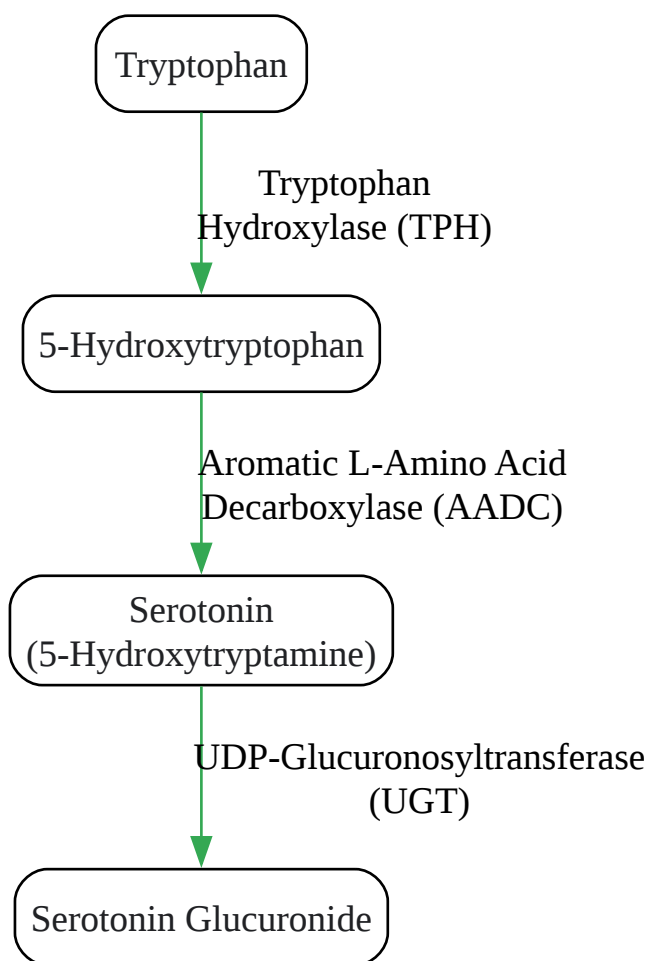 Tryptophan
Tryptophan
Hydroxylase (TPH)
5-Hydroxytryptophan
Aromatic L-Amino Acid
Decarboxylase (AADC)
Serotonin
(5-Hydroxytryptamine)
UDP-Glucuronosyltransferase
(UGT)
Serotonin Glucuronide